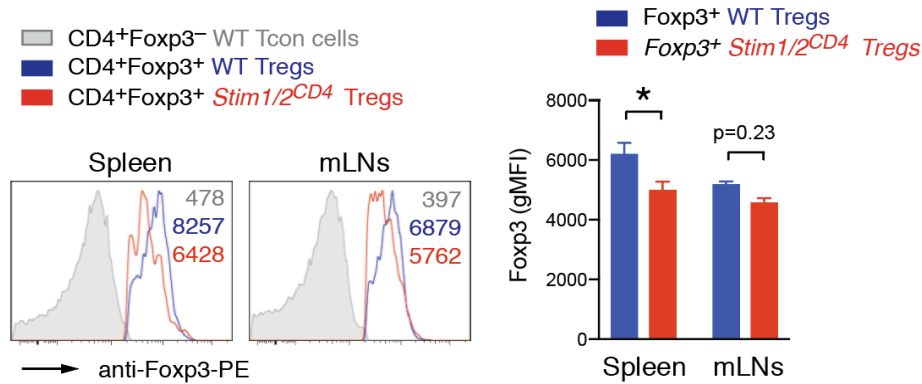 CD4+Foxp3− WT Tcon cells
CD4+Foxp3+ WT Tregs
CD4+Foxp3+ Stim1/2CD4 Tregs
Spleen
mLNs
478
8257
6428
397
6879
5762
anti-Foxp3-PE
Foxp3+ WT Tregs
Foxp3+ Stim1/2CD4 Tregs
Foxp3 (gMFI)
8000
6000
4000
2000
0
*
p=0.23
Spleen
mLNs